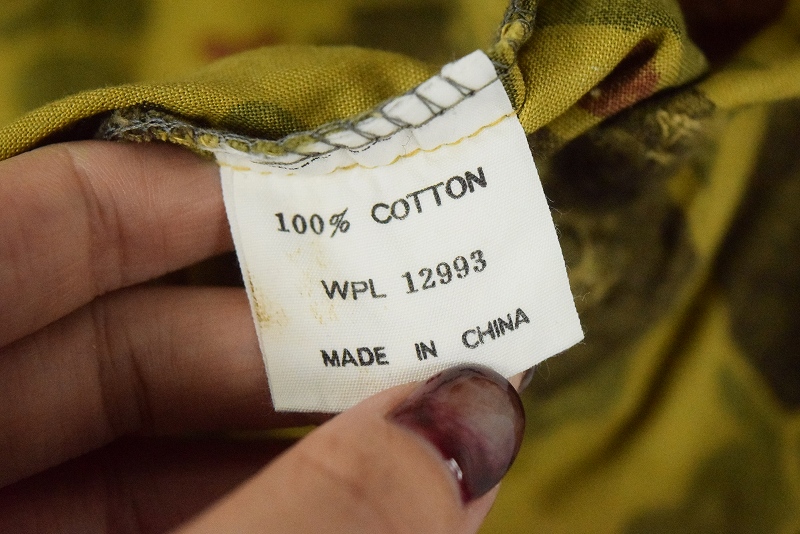 100% COTTON
WPL 12993
MADE IN CHINA